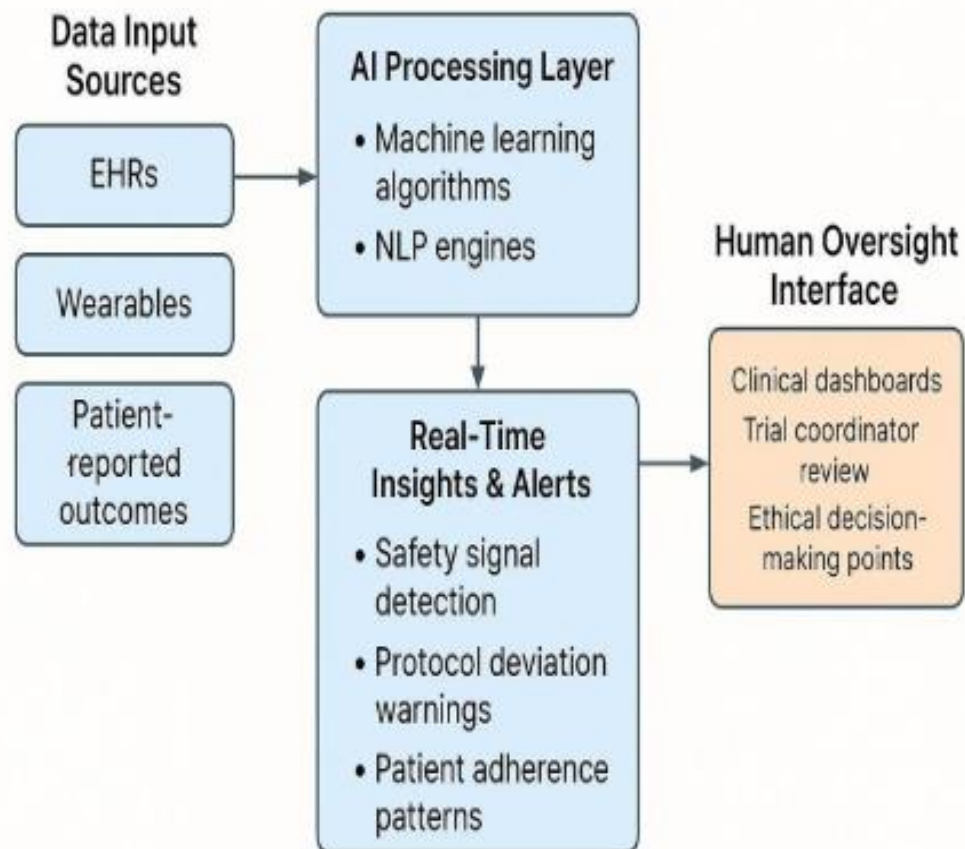 Data Input
Sources
EHRs
Wearables
Patient-
reported
outcomes
AI Processing Layer
• Machine learning
algorithms
• NLP engines
Real-Time
Insights & Alerts
• Safety signal
detection
• Protocol deviation
warnings
• Patient adherence
patterns
Human Oversight
Interface
Clinical dashboards
Trial coordinator
review
Ethical decision-
making points